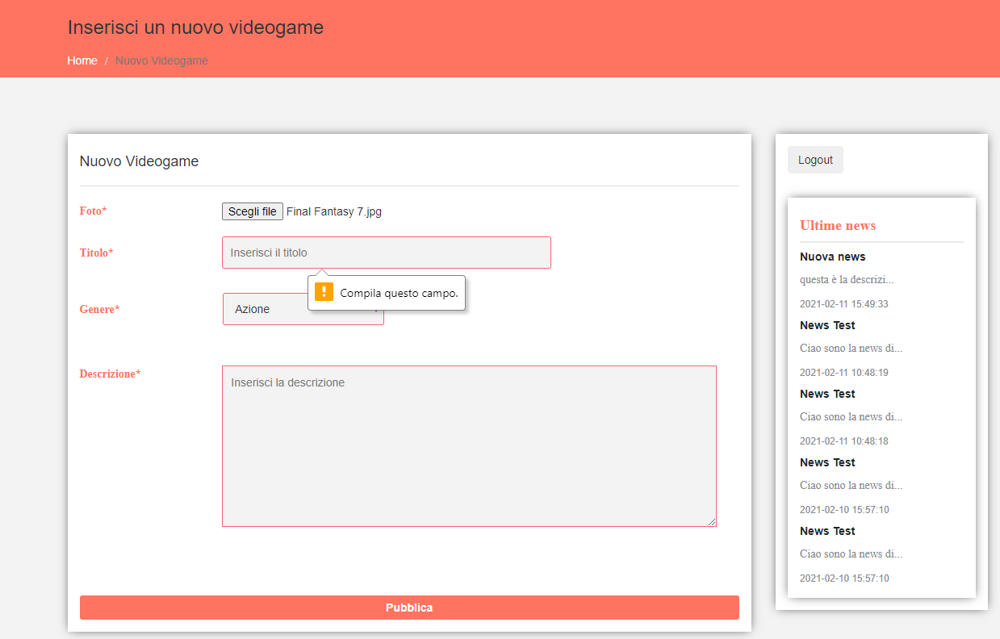 Inserisci un nuovo videogame
Home / Nuovo Videogame
Nuovo Videogame
Foto*
Scegli file Final Fantasy 7.jpg
Titolo*
Inserisci il titolo
Compila questo campo.
Genere*
Azione
Descrizione*
Inserisci la descrizione
Pubblica
Logout
Ultime news
Nuova news
questa è la descrizi...
2021-02-11 15:49:33
News Test
Ciao sono la news di...
2021-02-11 10:48:19
News Test
Ciao sono la news di...
2021-02-11 10:48:18
News Test
Ciao sono la news di...
2021-02-10 15:57:10
News Test
Ciao sono la news di...
2021-02-10 15:57:10